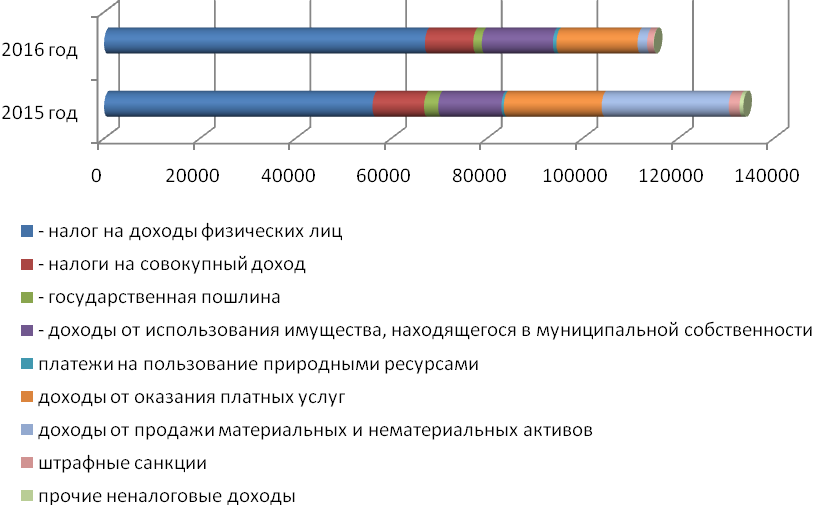 2016 год
2015 год
0 20000 40000 60000 80000 100000 120000 140000
- налог на доходы физических лиц
- налоги на совокупный доход
- государственная пошлина
- доходы от использования имущества, находящегося в муниципальной собственности
платежи на пользование природными ресурсами
доходы от оказания платных услуг
доходы от продажи материальных и нематериальных активов
штрафные санкции
прочие неналоговые доходы